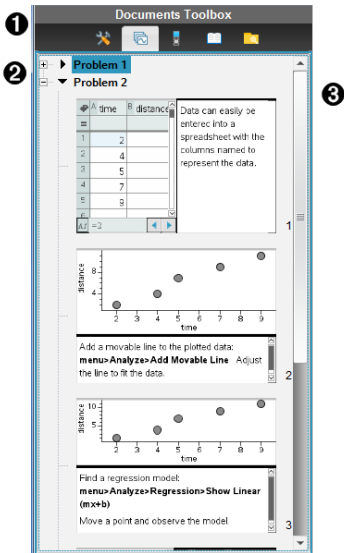 Documents Toolbox
1
2
3
Problem 1
Problem 2
A time B distance
=
1 2
2 4
3 5
4 7
5 9
6
A1 =2
Data can easily be
entered into a
spreadsheet with the
columns named to
represent the data.
1
distance
8
4
2 3 4 5 6 7 8 9
time
Add a movable line to the plotted data:
menu>Analyze>Add Movable Line Adjust
the line to fit the data.
2
distance
10
5
2 3 4 5 6 7 8 9
time
Find a regression model:
menu>Analyze>Regression>Show Linear
(mx+b)
Move a point and observe the model.
3